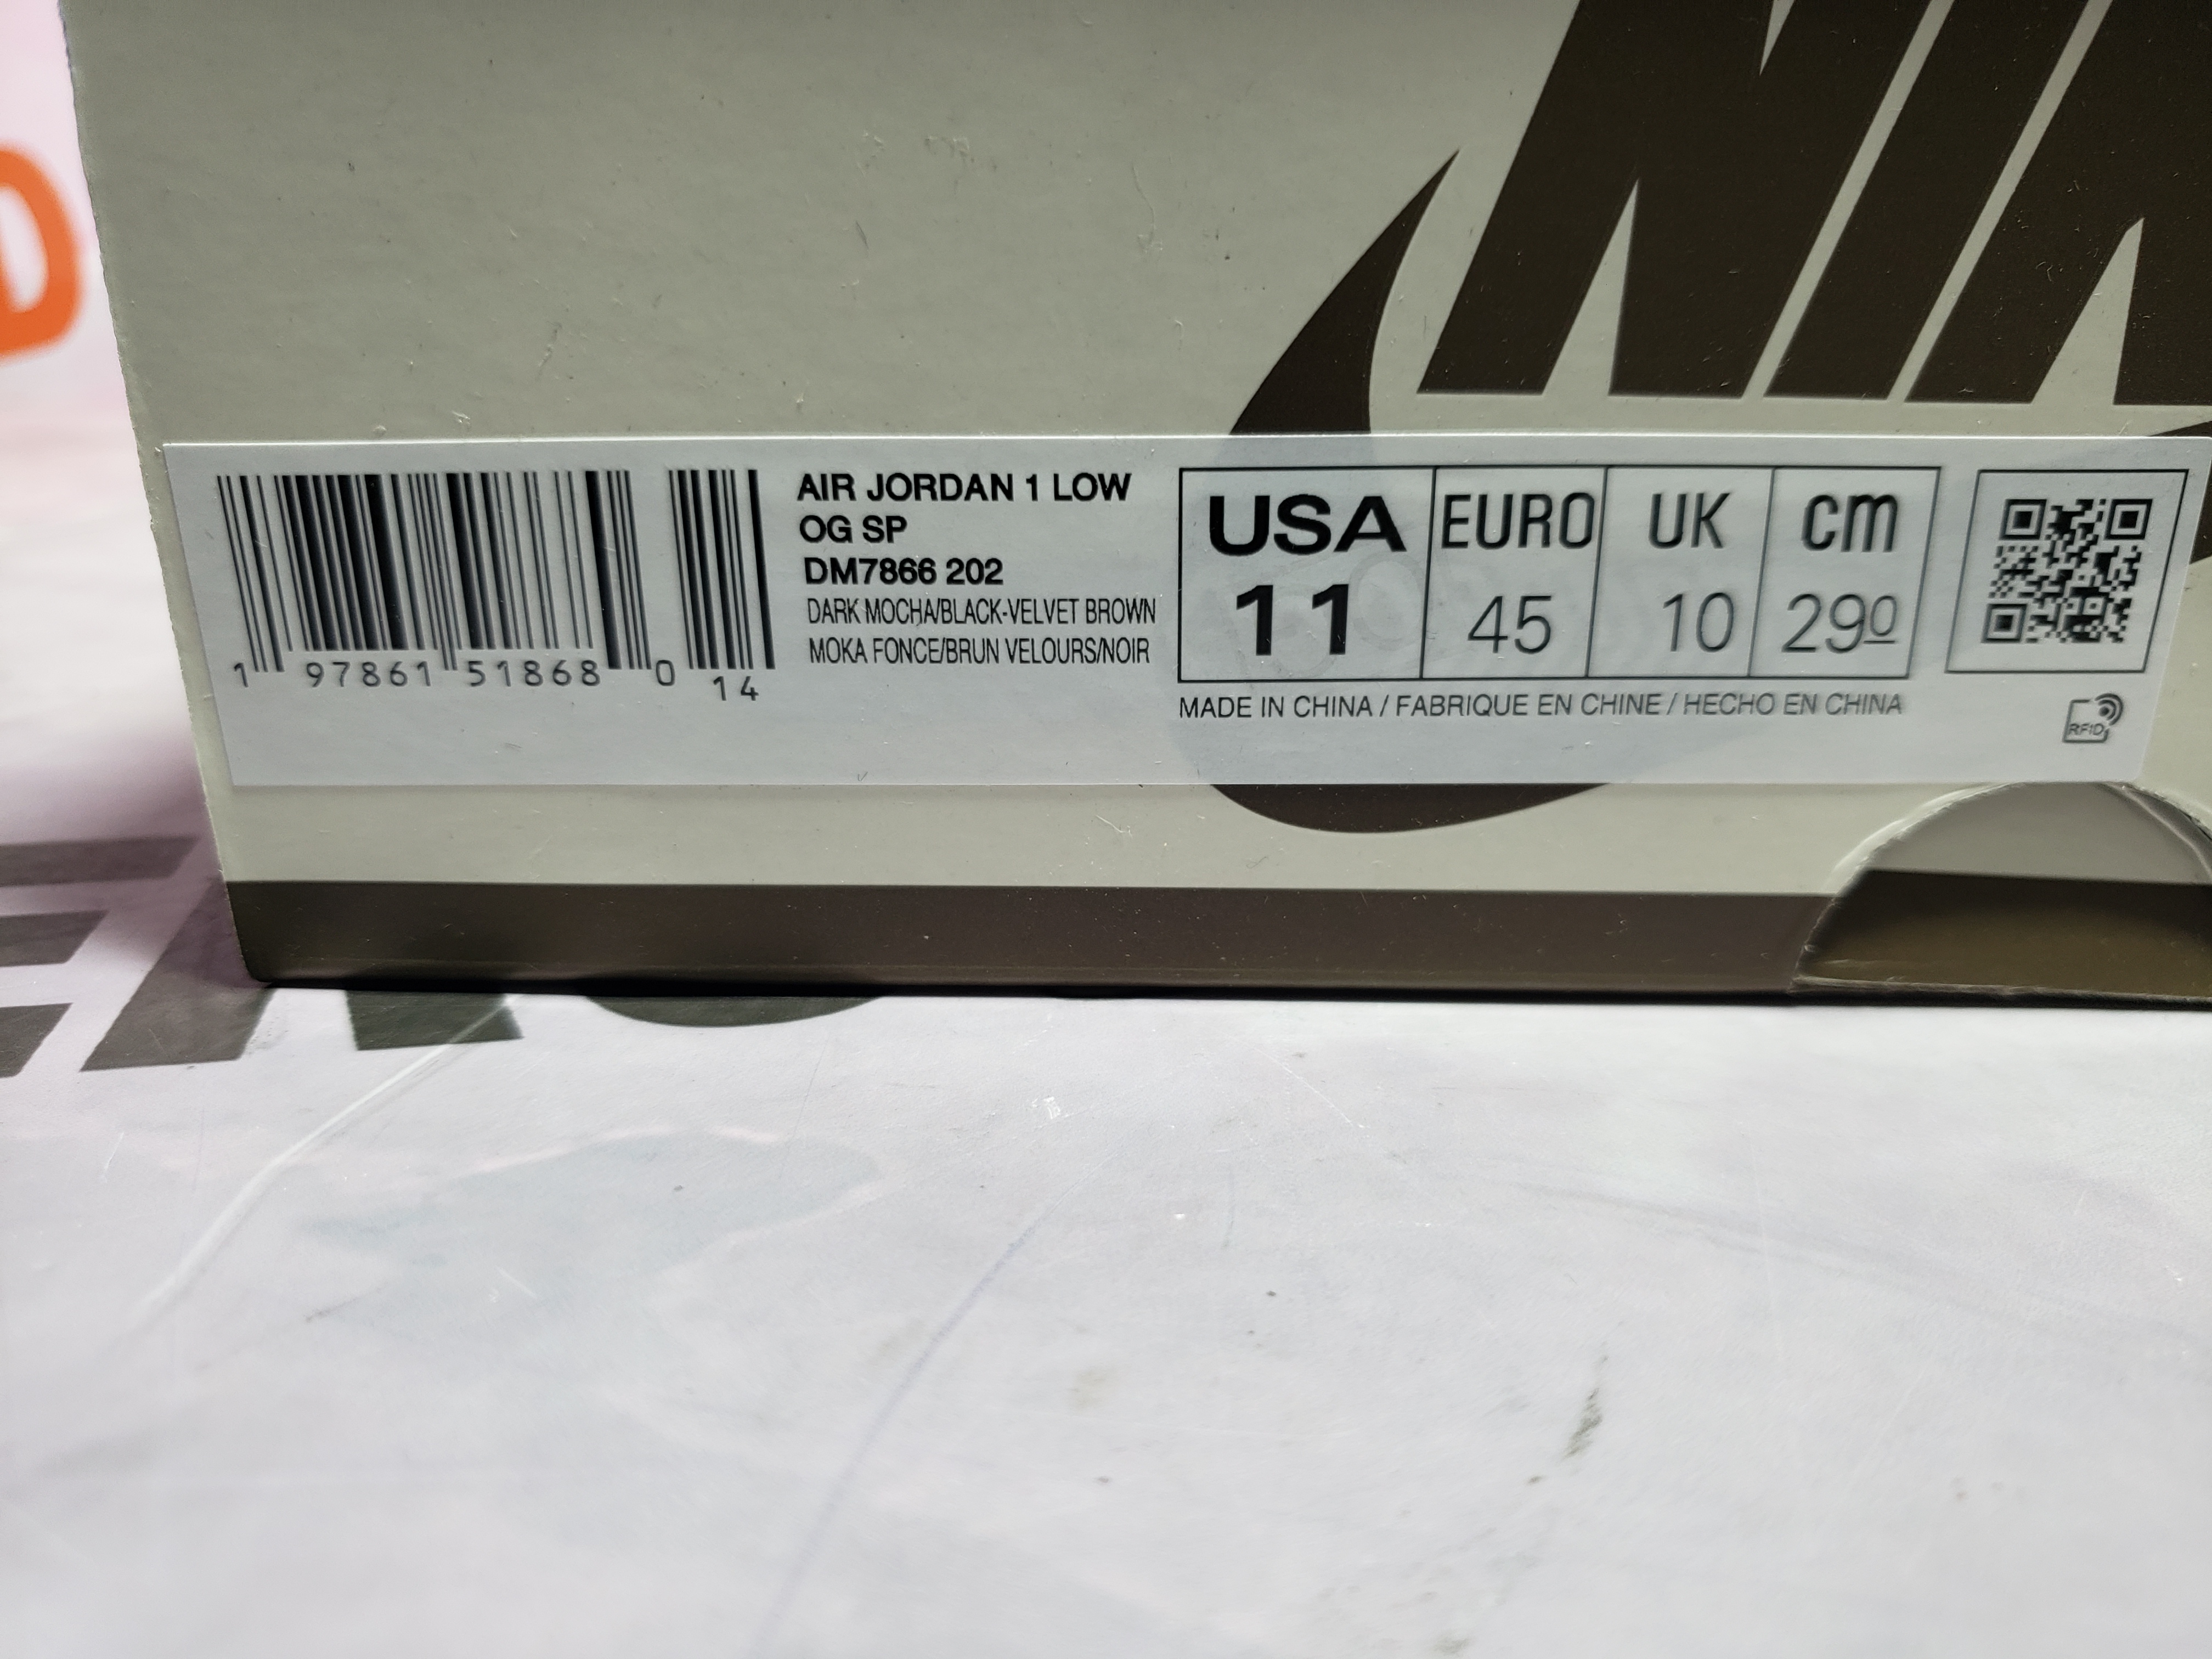 NIK
AIR JORDAN 1 LOW
OG SP
DM7866 202
DARK MOCHA/BLACK-VELVET BROWN
MOKA FONCE/BRUN VELOURS/NOIR
1 97861 51868 0 14
USA EURO UK cm
11 45 10 290
MADE IN CHINA / FABRIQUE EN CHINE / HECHO EN CHINA
RFID
D